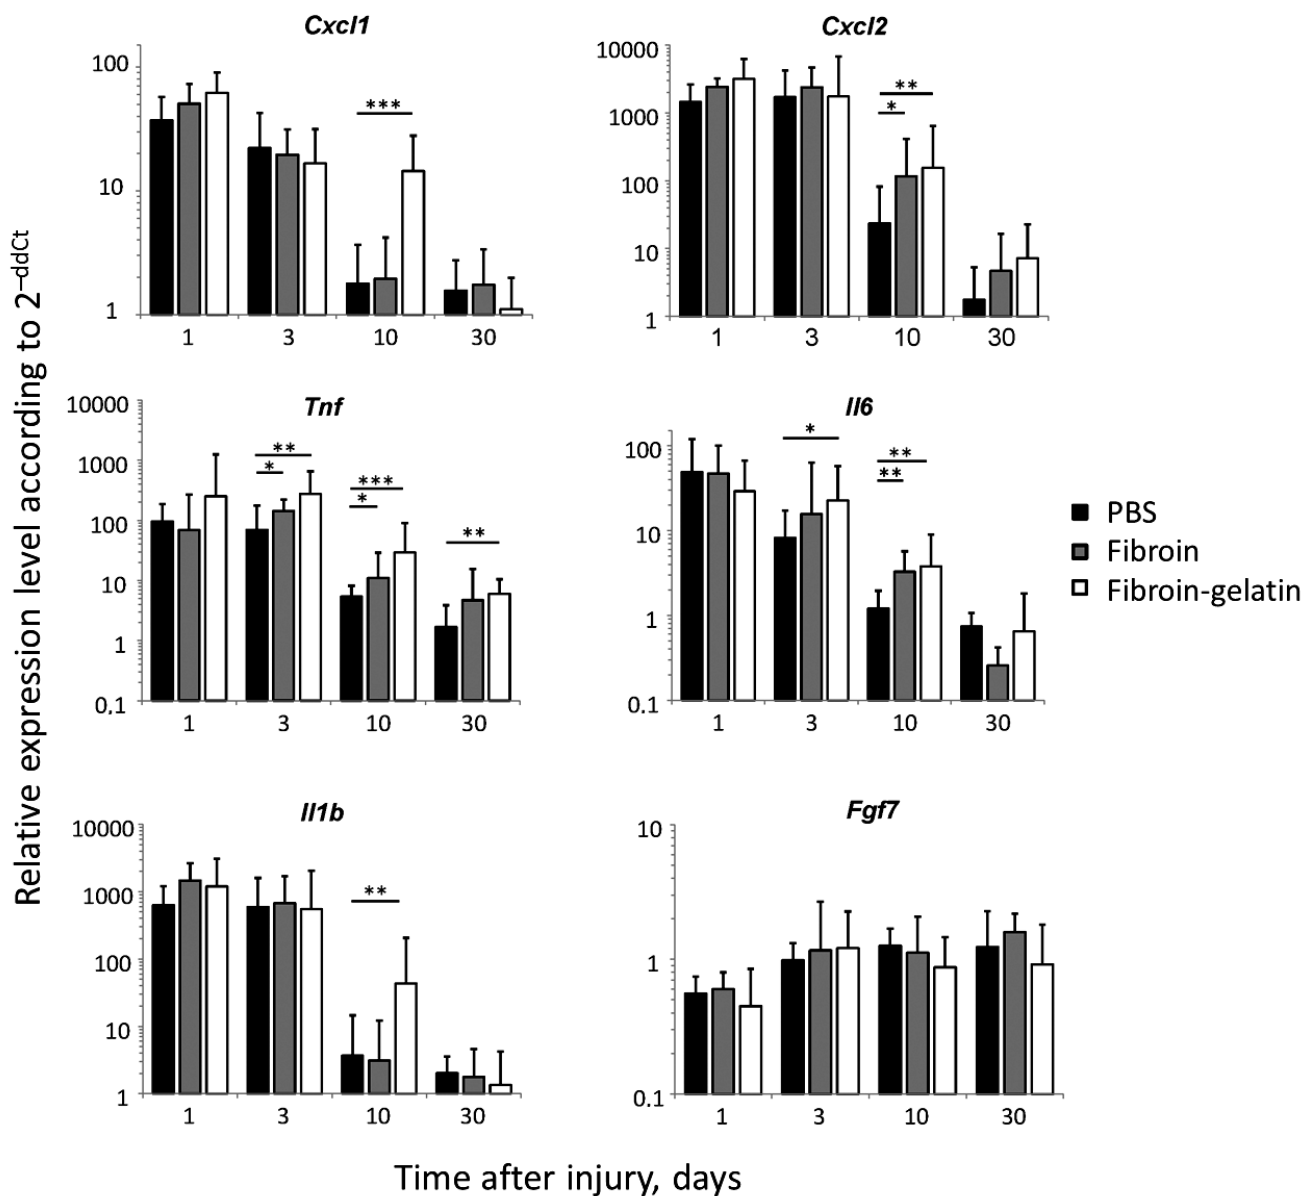 Relative expression level according to 2–ddCt
Cxcl1
100
10
1
***
1 3 10 30
Cxcl2
10000
1000
100
10
1
**
*
1 3 10 30
Tnf
10000
1000
100
10
1
0,1
**
*
***
*
**
1 3 10 30
Il6
100
10
1
0.1
*
**
**
1 3 10 30
PBS
Fibroin
Fibroin-gelatin
Il1b
10000
1000
100
10
1
**
1 3 10 30
Fgf7
10
1
0.1
1 3 10 30
Time after injury, days